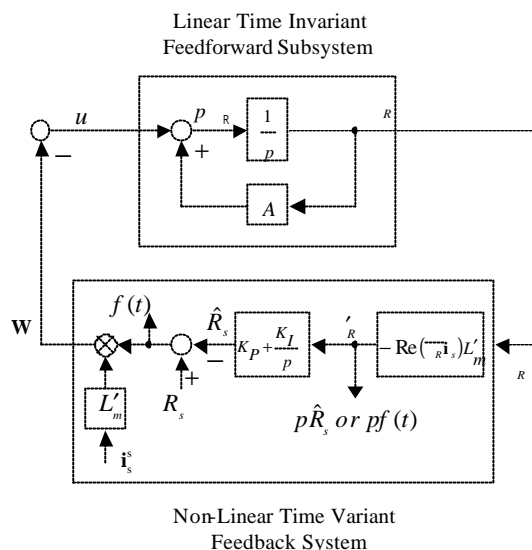 Linear Time Invariant
Feedforward Subsystem
u
p
R
1
p
R
+
−
A
W
f (t)
R̂s
′R
L′m
−
+
KP + KI
p
− Re( R is )L′m
Rs
pR̂s or pf (t)
R
iss
Non-Linear Time Variant
Feedback System